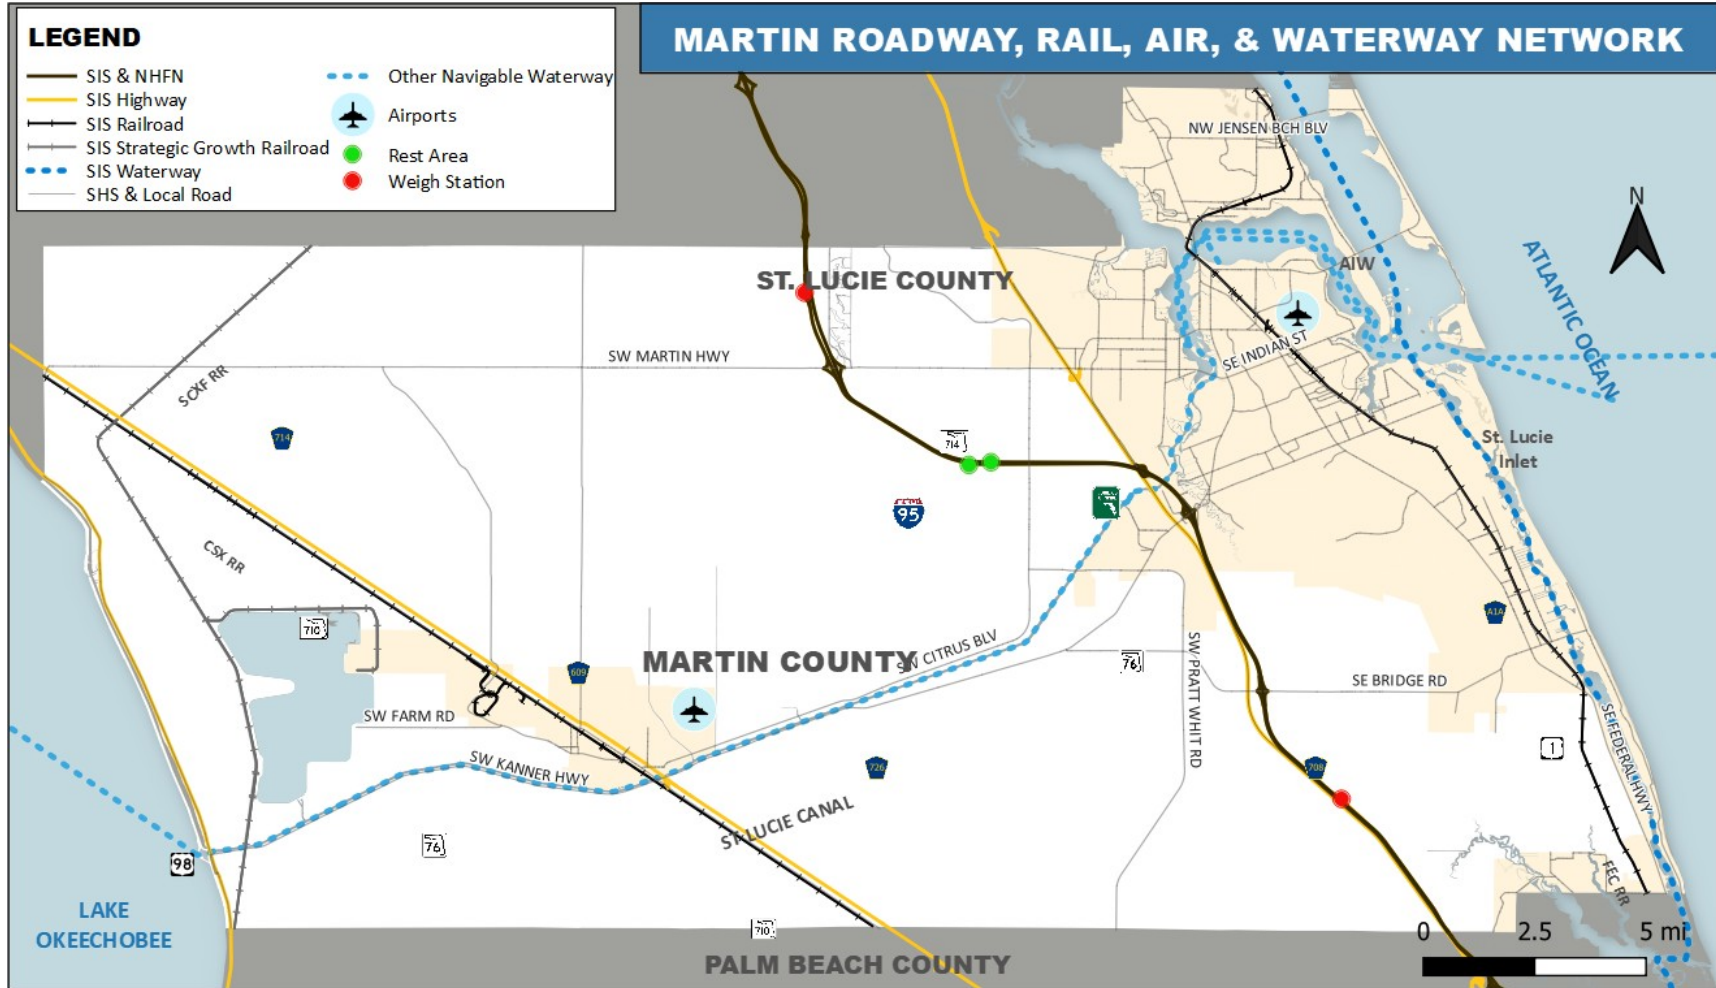 LEGEND
SIS & NHFN
SIS Highway
SIS Railroad
SIS Strategic Growth Railroad
SIS Waterway
SHS & Local Road
Other Navigable Waterway
Airports
Rest Area
Weigh Station
MARTIN ROADWAY, RAIL, AIR, & WATERWAY NETWORK
NW JENSEN BCH BLV
N
ATLANTIC OCEAN
AIW
ST. LUCIE COUNTY
SE INDIAN ST
SW MARTIN HWY
SCXF RR
714
714
St. Lucie
Inlet
95
CSX RR
A1A
710
609
MARTIN COUNTY
SW CITRUS BLV
76
SW PRATT WHIT RD
SE BRIDGE RD
SW FARM RD
SE FEDERAL HWY
1
SW KANNER HWY
726
708
ST. LUCIE CANAL
76
98
FEC RR
LAKE
OKEECHOBEE
710
PALM BEACH COUNTY
0 2.5 5 mi